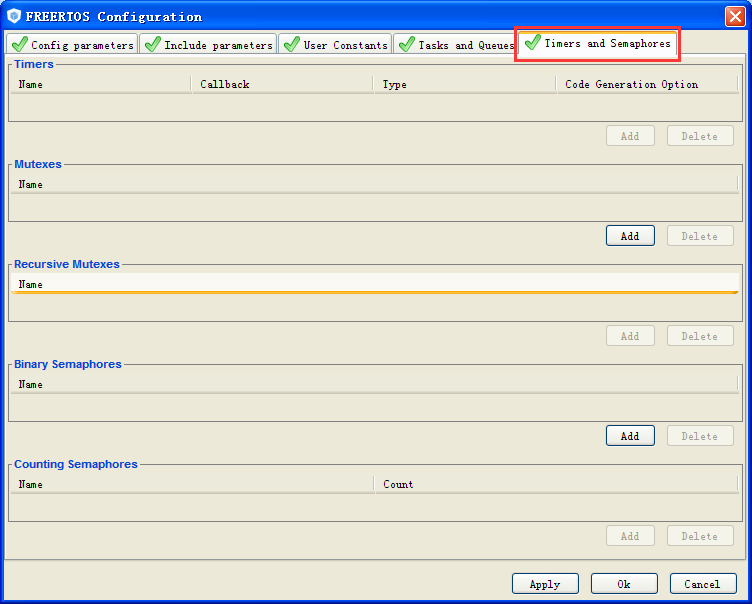 FREERTOS Configuration
Config parameters Include parameters User Constants Tasks and Queues Timers and Semaphores
Timers
Name Callback Type Code Generation Option
Add Delete
Mutexes
Name
Add Delete
Recursive Mutexes
Name
Add Delete
Binary Semaphores
Name
Add Delete
Counting Semaphores
Name Count
Add Delete
Apply Ok Cancel